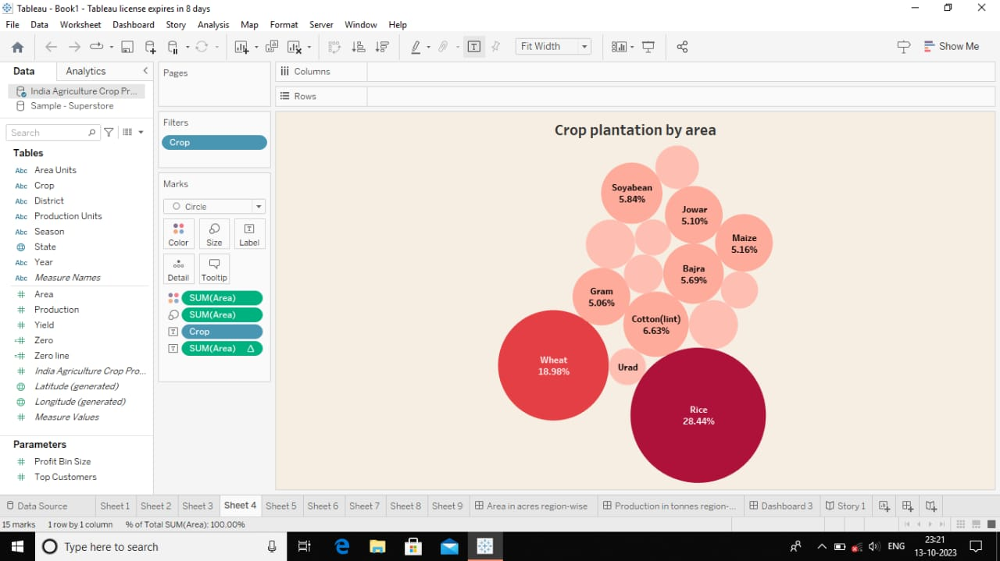 Tableau - Book1 - Tableau license expires in 8 days
File Data Worksheet Dashboard Story Analysis Map Format Server Window Help
Fit Width
Show Me
Data Analytics
India Agriculture Crop Pr...
Sample - Superstore
Search
Tables
Abc Area Units
Abc Crop
Abc District
Abc Production Units
Abc Season
State
Abc Year
Abc Measure Names
Area
Production
Yield
Zero
Zero line
India Agriculture Crop Pro...
Latitude (generated)
Longitude (generated)
Measure Values
Parameters
Profit Bin Size
Top Customers
Pages
Filters
Crop
Marks
Circle
Color Size Label
Detail Tooltip
SUM(Area)
SUM(Area)
Crop
SUM(Area)
Columns
Rows
Crop plantation by area
Soyabean
5.84%
Jowar
5.10%
Maize
5.16%
Bajra
5.69%
Gram
5.06%
Cotton(lint)
6.63%
Wheat
18.98%
Urad
Rice
28.44%
Data Source Sheet 1 Sheet 2 Sheet 3 Sheet 4 Sheet 5 Sheet 6 Sheet 7 Sheet 8 Sheet 9 Area in acres region-wise Production in tonnes region-... Dashboard 3 Story 1
15 marks 1 row by 1 column % of Total SUM(Area): 100.00%
Type here to search
ENG
23:21
13-10-2023